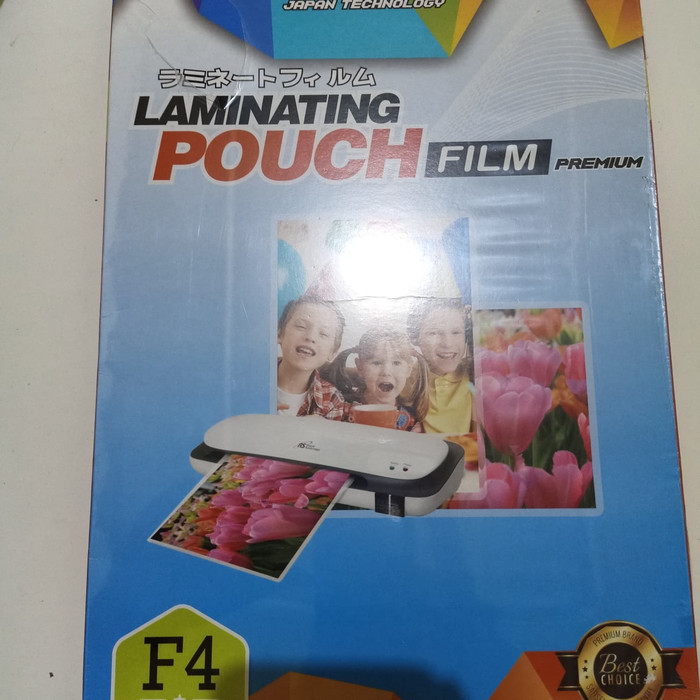 JAPAN TECHNOLOGY
ラミネートフィルム
LAMINATING
POUCH FILM PREMIUM
RS
F4
PREMIUM BRAND
Best
CHOICE